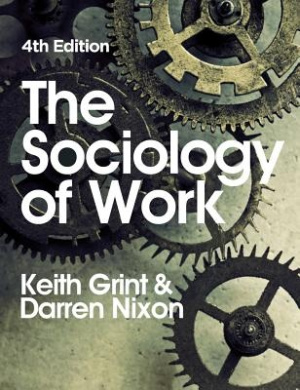 4th Edition
The
Sociology
of Work
Keith Grint &
Darren Nixon